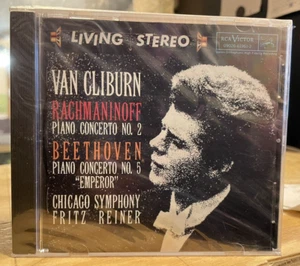 LIVING STEREO
RCA VICTOR
VAN CLIBURN
RACHMANINOFF
PIANO CONCERTO NO. 2
BEETHOVEN
PIANO CONCERTO NO. 5
"EMPEROR"
CHICAGO SYMPHONY
FRITZ REINER